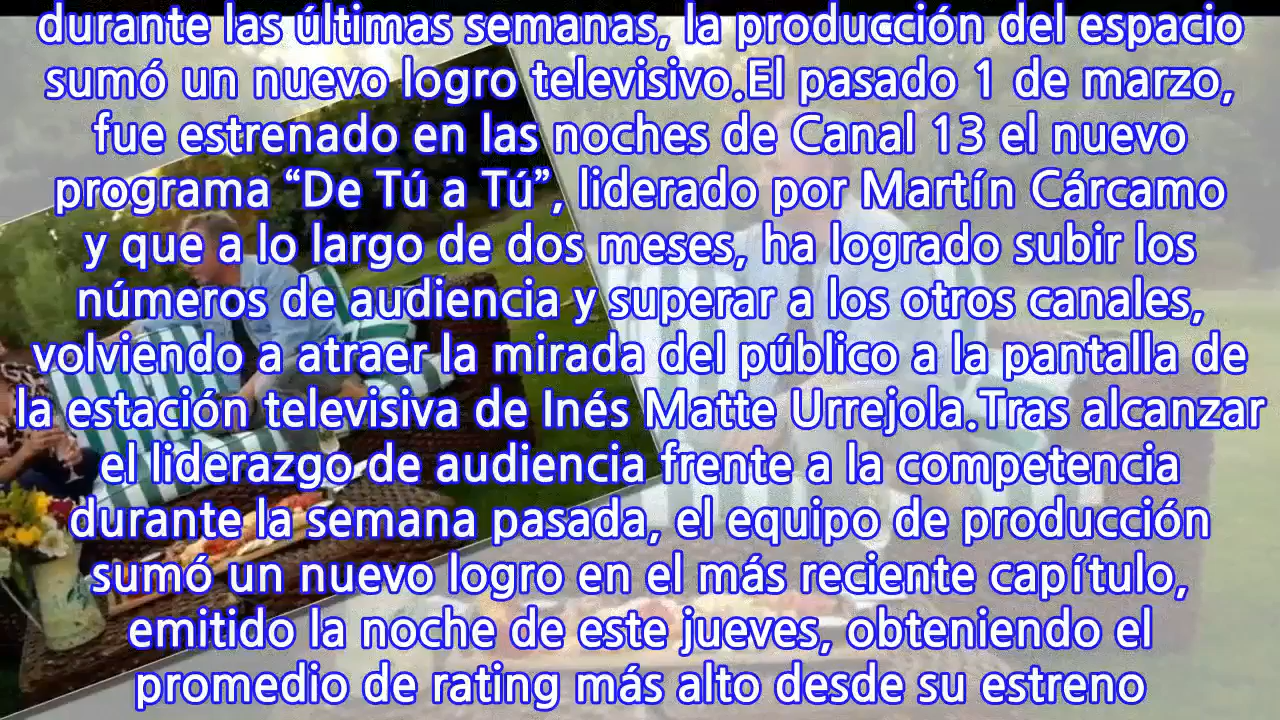 durante las últimas semanas, la producción del espacio
sumó un nuevo logro televisivo.El pasado 1 de marzo,
fue estrenado en las noches de Canal 13 el nuevo
programa “De Tú a Tú”, liderado por Martín Cárcamo
y que a lo largo de dos meses, ha logrado subir los
números de audiencia y superar a los otros canales,
volviendo a atraer la mirada del público a la pantalla de
la estación televisiva de Inés Matte Urrejola.Tras alcanzar
el liderazgo de audiencia frente a la competencia
durante la semana pasada, el equipo de producción
sumó un nuevo logro en el más reciente capítulo,
emitido la noche de este jueves, obteniendo el
promedio de rating más alto desde su estreno